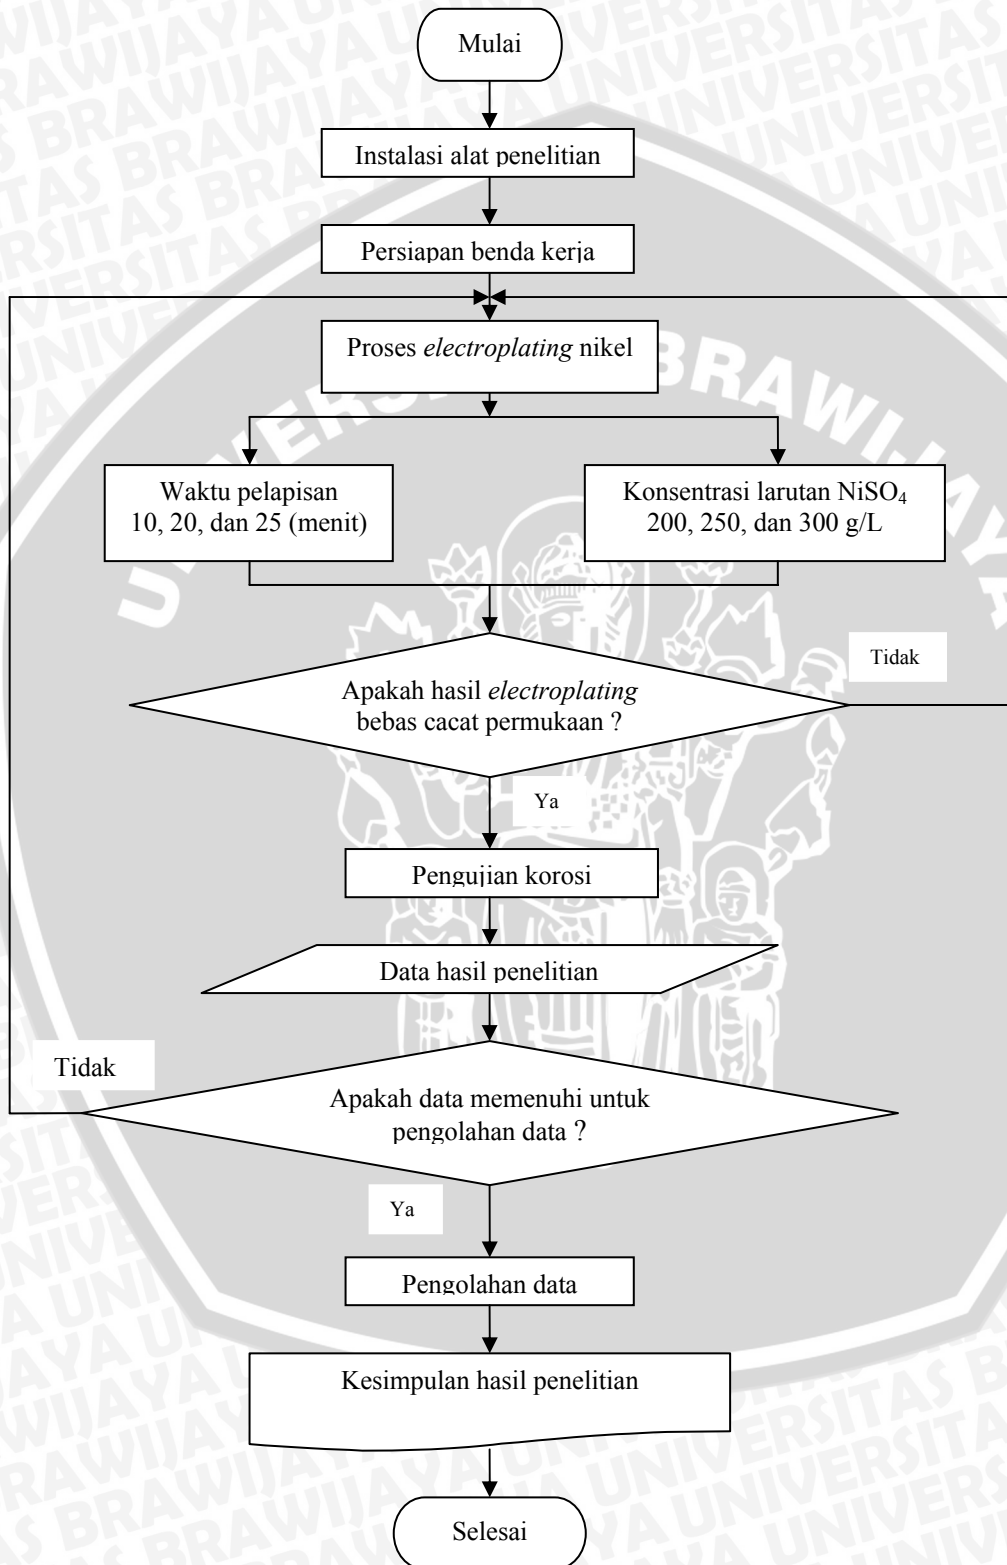 Mulai
Instalasi alat penelitian
Persiapan benda kerja
Proses electroplating nikel
Waktu pelapisan
10, 20, dan 25 (menit)
Konsentrasi larutan NiSO₄
200, 250, dan 300 g/L
Apakah hasil electroplating
bebas cacat permukaan ?
Tidak
Ya
Pengujian korosi
Data hasil penelitian
Tidak
Apakah data memenuhi untuk
pengolahan data ?
Ya
Pengolahan data
Kesimpulan hasil penelitian
Selesai